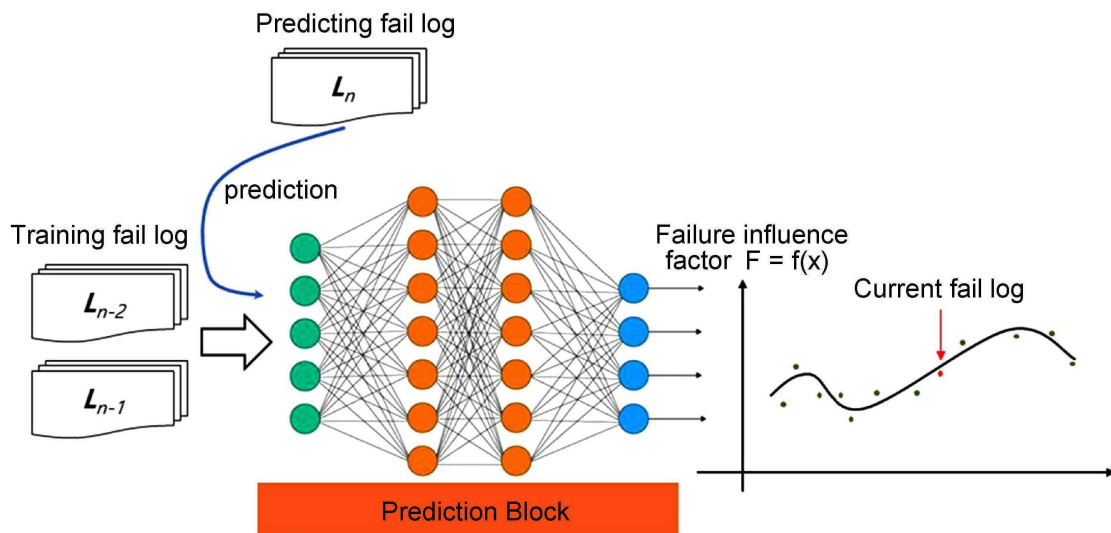 Predicting fail log
Ln
prediction
Training fail log
Ln-2
Ln-1
Failure influence
factor F = f(x)
Current fail log
Prediction Block